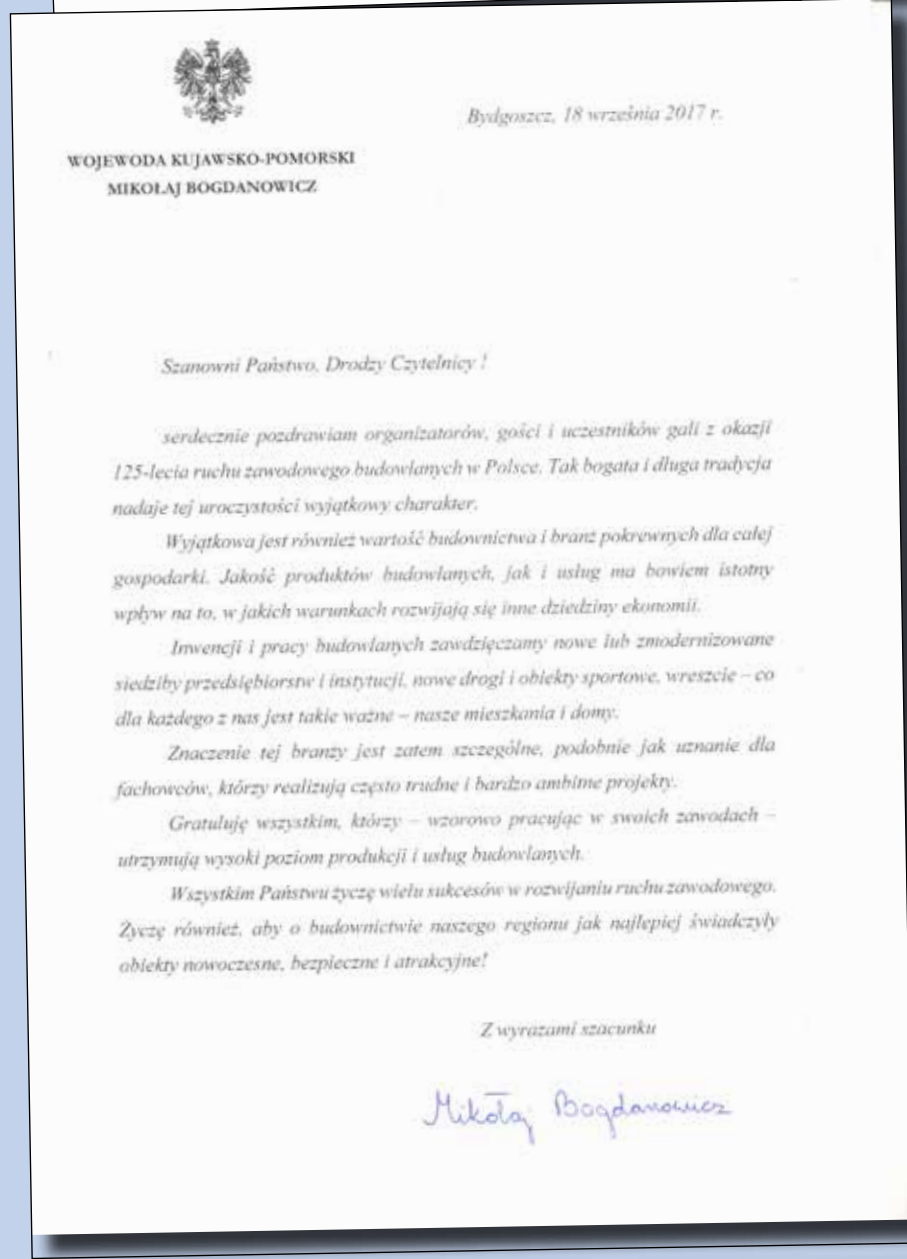 Bydgoszcz, 18 września 2017 r.
WOJEWODA KUJAWSKO-POMORSKI
MIKOŁAJ BOGDANOWICZ
Szanowni Państwo, Drodzy Czytelnicy !
serdecznie pozdrawiam organizatorów, gości i uczestników gali z okazji
125-lecia ruchu zawodowego budowlanych w Polsce. Tak bogata i długa tradycja
nadaje tej uroczystości wyjątkowy charakter.
Wyjątkowa jest również wartość budownictwa i branż pokrewnych dla całej
gospodarki. Jakość produktów budowlanych, jak i usług ma bowiem istotny
wpływ na to, w jakich warunkach rozwijają się inne dziedziny ekonomii.
Inwencji i pracy budowlanych zawdzięczamy nowe lub zmodernizowane
siedziby przedsiębiorstw i instytucji, nowe drogi i obiekty sportowe, wreszcie – co
dla każdego z nas jest takie ważne – nasze mieszkania i domy.
Znaczenie tej branży jest zatem szczególne, podobnie jak uznanie dla
fachowców, którzy realizują często trudne i bardzo ambitne projekty.
Gratuluję wszystkim, którzy – wzorowo pracując w swoich zawodach –
utrzymują wysoki poziom produkcji i usług budowlanych.
Wszystkim Państwu życzę wielu sukcesów w rozwijaniu ruchu zawodowego.
Życzę również, aby o budownictwie naszego regionu jak najlepiej świadczyły
obiekty nowoczesne, bezpieczne i atrakcyjne!
Z wyrazami szacunku
Mikołaj Bogdanowicz